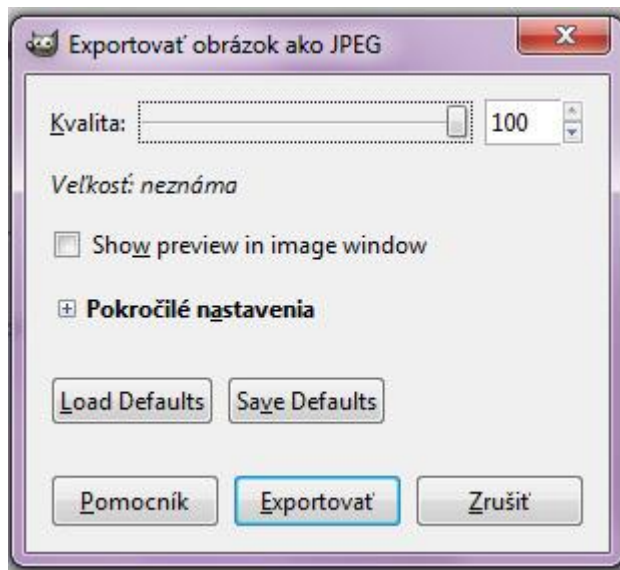 Exportovať obrázok ako JPEG
Kvalita: 100
Veľkosť: neznáma
Show preview in image window
Pokročilé nastavenia
Load Defaults Save Defaults
Pomocník Exportovať Zrušiť